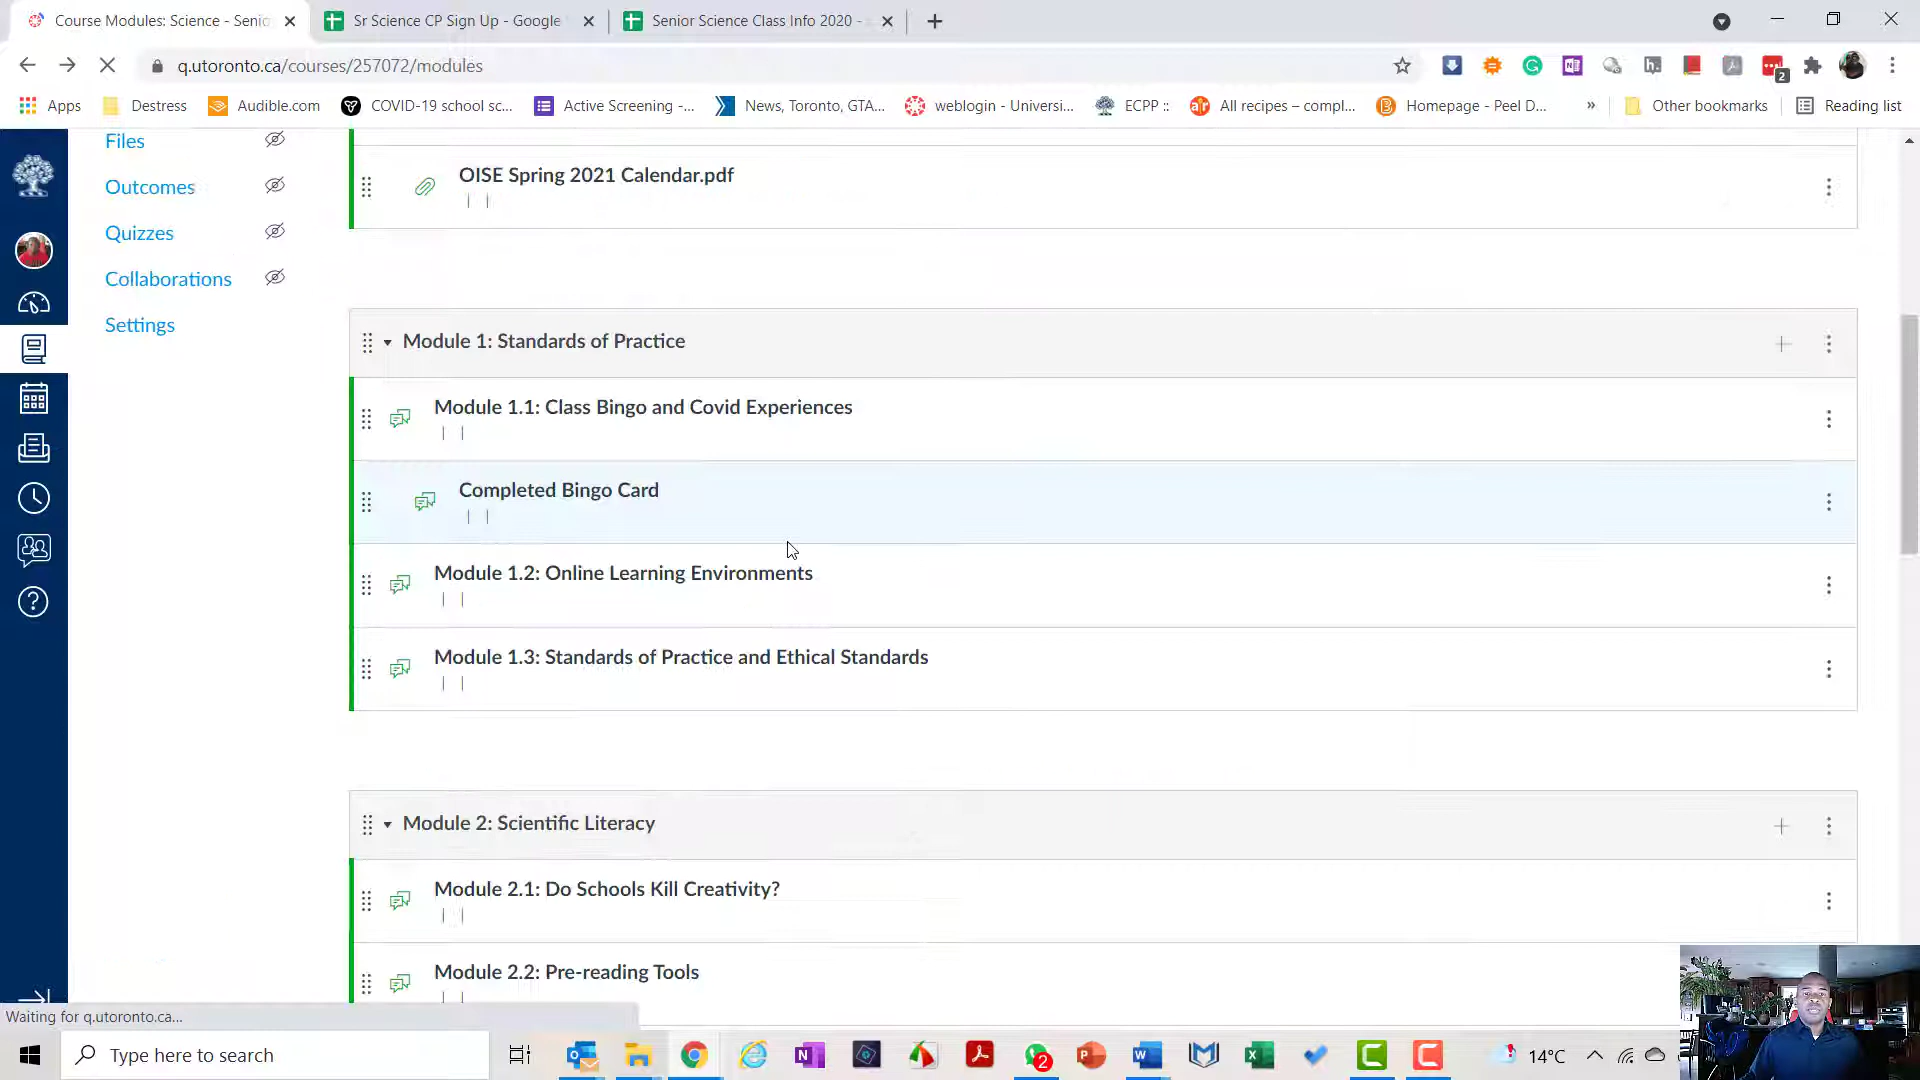 Course Modules: Science - Senio
Sr Science CP Sign Up - Google
Senior Science Class Info 2020 -
q.utoronto.ca/courses/257072/modules
2
Apps
Destress
Audible.com
COVID-19 school sc...
Active Screening -...
News, Toronto, GTA...
weblogin - Universi...
ECPP ::
All recipes – compl...
Homepage - Peel D...
»
Other bookmarks
Reading list
Files
Outcomes
Quizzes
Collaborations
Settings
OISE Spring 2021 Calendar.pdf
Module 1: Standards of Practice
Module 1.1: Class Bingo and Covid Experiences
Completed Bingo Card
Module 1.2: Online Learning Environments
Module 1.3: Standards of Practice and Ethical Standards
Module 2: Scientific Literacy
Module 2.1: Do Schools Kill Creativity?
Module 2.2: Pre-reading Tools
Waiting for q.utoronto.ca...
Type here to search
2
14°C